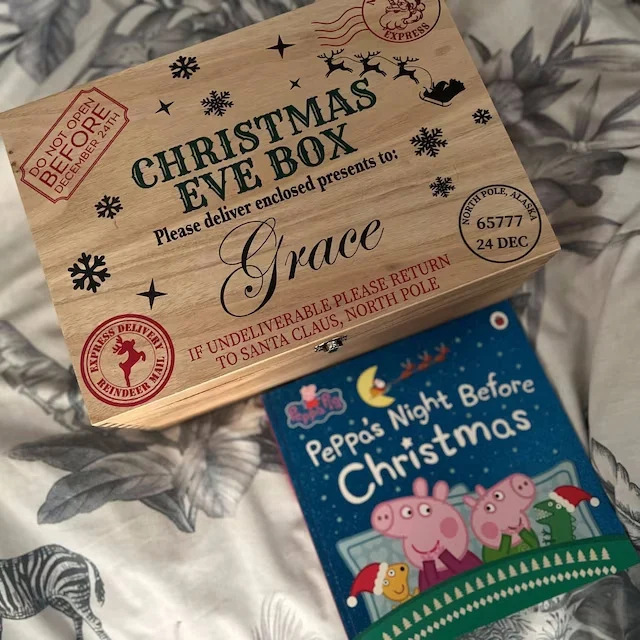 EXPRESS
DO NOT OPEN
BEFORE
DECEMBER 24TH
CHRISTMAS
EVE BOX
Please deliver enclosed presents to:
Grace
NORTH POLE, ALASKA
65777
24 DEC
IF UNDELIVERABLE PLEASE RETURN
TO SANTA CLAUS, NORTH POLE
EXPRESS DELIVERY
REINDEER MAIL
Peppa Pig
Peppa's Night Before
Christmas